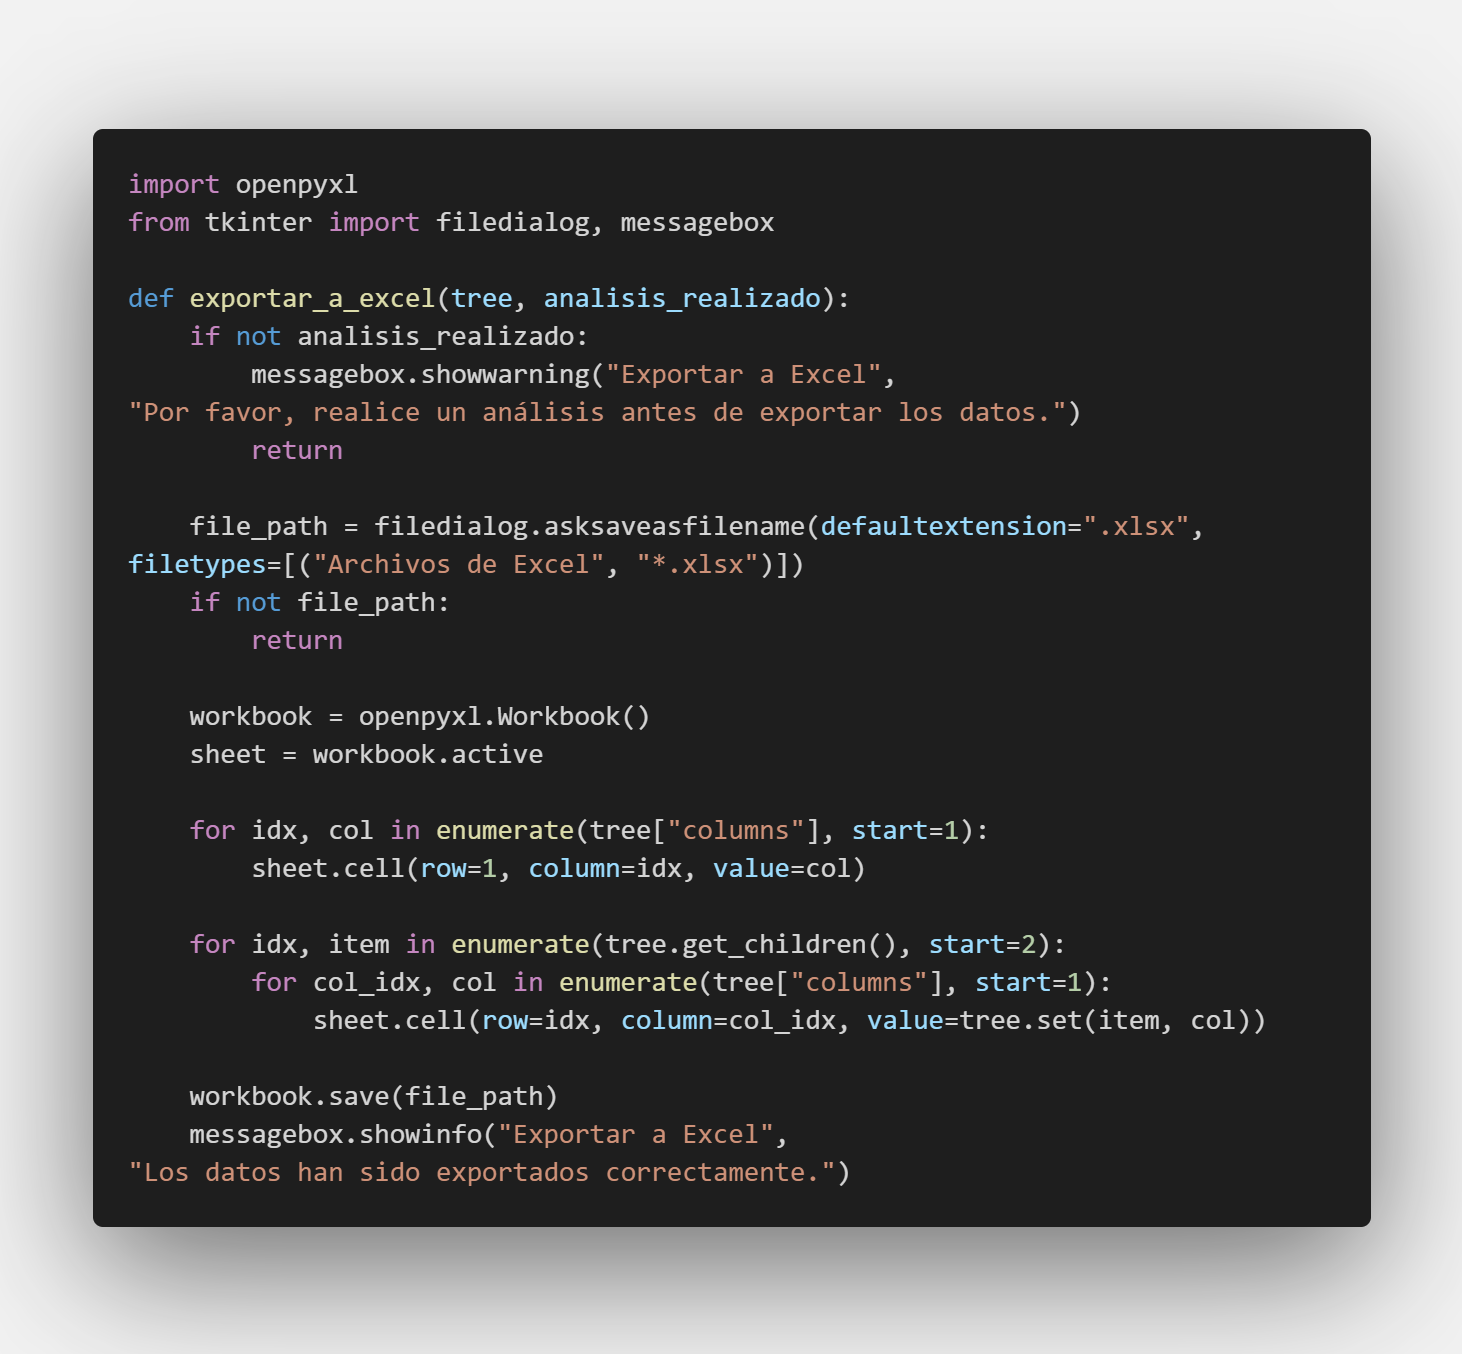 import openpyxl
from tkinter import filedialog, messagebox

def exportar_a_excel(tree, analisis_realizado):
    if not analisis_realizado:
        messagebox.showwarning("Exportar a Excel",
"Por favor, realice un análisis antes de exportar los datos.")
        return

    file_path = filedialog.asksaveasfilename(defaultextension=".xlsx",
filetypes=[("Archivos de Excel", "*.xlsx")])
    if not file_path:
        return

    workbook = openpyxl.Workbook()
    sheet = workbook.active

    for idx, col in enumerate(tree["columns"], start=1):
        sheet.cell(row=1, column=idx, value=col)

    for idx, item in enumerate(tree.get_children(), start=2):
        for col_idx, col in enumerate(tree["columns"], start=1):
            sheet.cell(row=idx, column=col_idx, value=tree.set(item, col))

    workbook.save(file_path)
    messagebox.showinfo("Exportar a Excel",
"Los datos han sido exportados correctamente.")